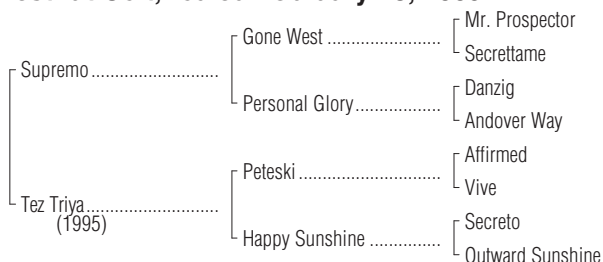 Mr. Prospector
Gone West ....................
Secrettame
Supremo ............................
Danzig
Personal Glory ...................
Andover Way
Affirmed
Peteski ...............................
Vive
Tez Triya .............................
(1995)
Secreto
Happy Sunshine ...............
Outward Sunshine